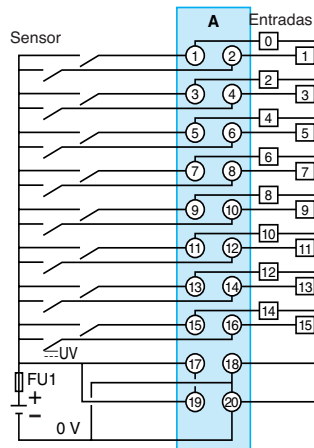 A
Sensor
Entradas
0
1 2 1
2
3 4 3
4
5 6 5
6
7 8 7
8
9 10 9
10
11 12 11
12
13 14 13
14
15 16 15
UV
17 18
FU1
+
19 20
−
0 V